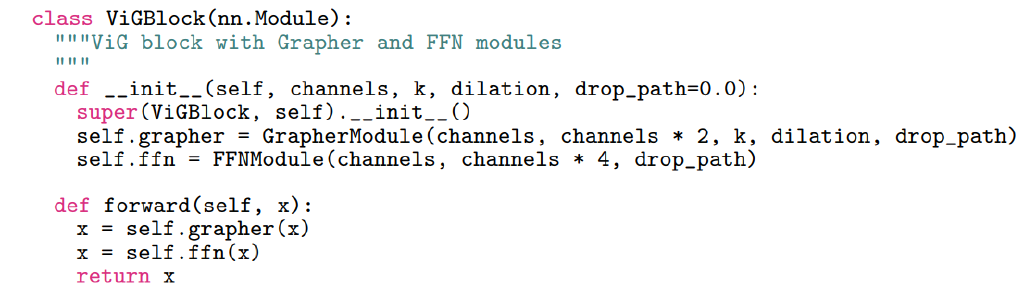 class ViGBlock(nn.Module):
  """ViG block with Grapher and FFN modules
  """
  def __init__(self, channels, k, dilation, drop_path=0.0):
    super(ViGBlock, self).__init__()
    self.grapher = GrapherModule(channels, channels * 2, k, dilation, drop_path)
    self.ffn = FFNModule(channels, channels * 4, drop_path)

  def forward(self, x):
    x = self.grapher(x)
    x = self.ffn(x)
    return x